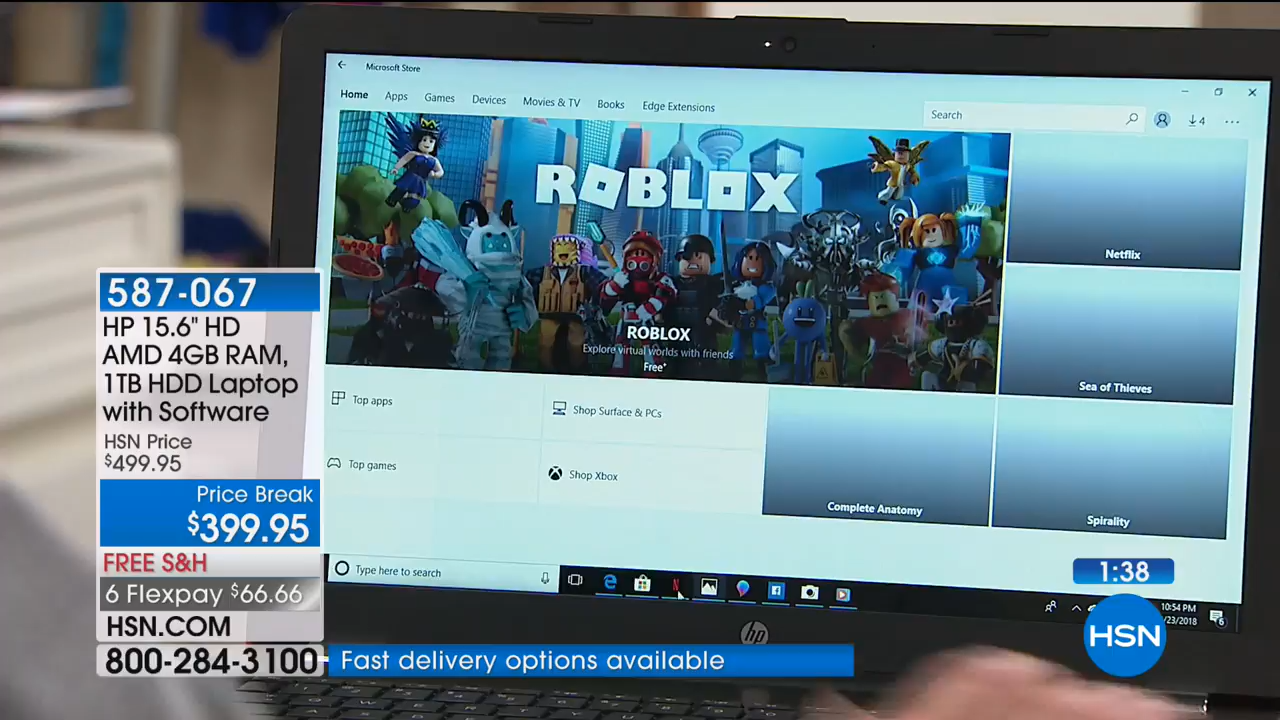 Microsoft Store
Home Apps Games Devices Movies & TV Books Edge Extensions
Search
4
ROBLOX
ROBLOX
Explore virtual worlds with friends
Free*
Netflix
Sea of Thieves
Top apps
Shop Surface & PCs
Top games
Shop Xbox
Complete Anatomy
Spirality
Type here to search
10:54 PM
/23/2018
6
hp
587-067
HP 15.6" HD
AMD 4GB RAM,
1TB HDD Laptop
with Software
HSN Price
$499.95
Price Break
$399.95
FREE S&H
6 Flexpay $66.66
HSN.COM
800-284-3100
Fast delivery options available
1:38
HSN